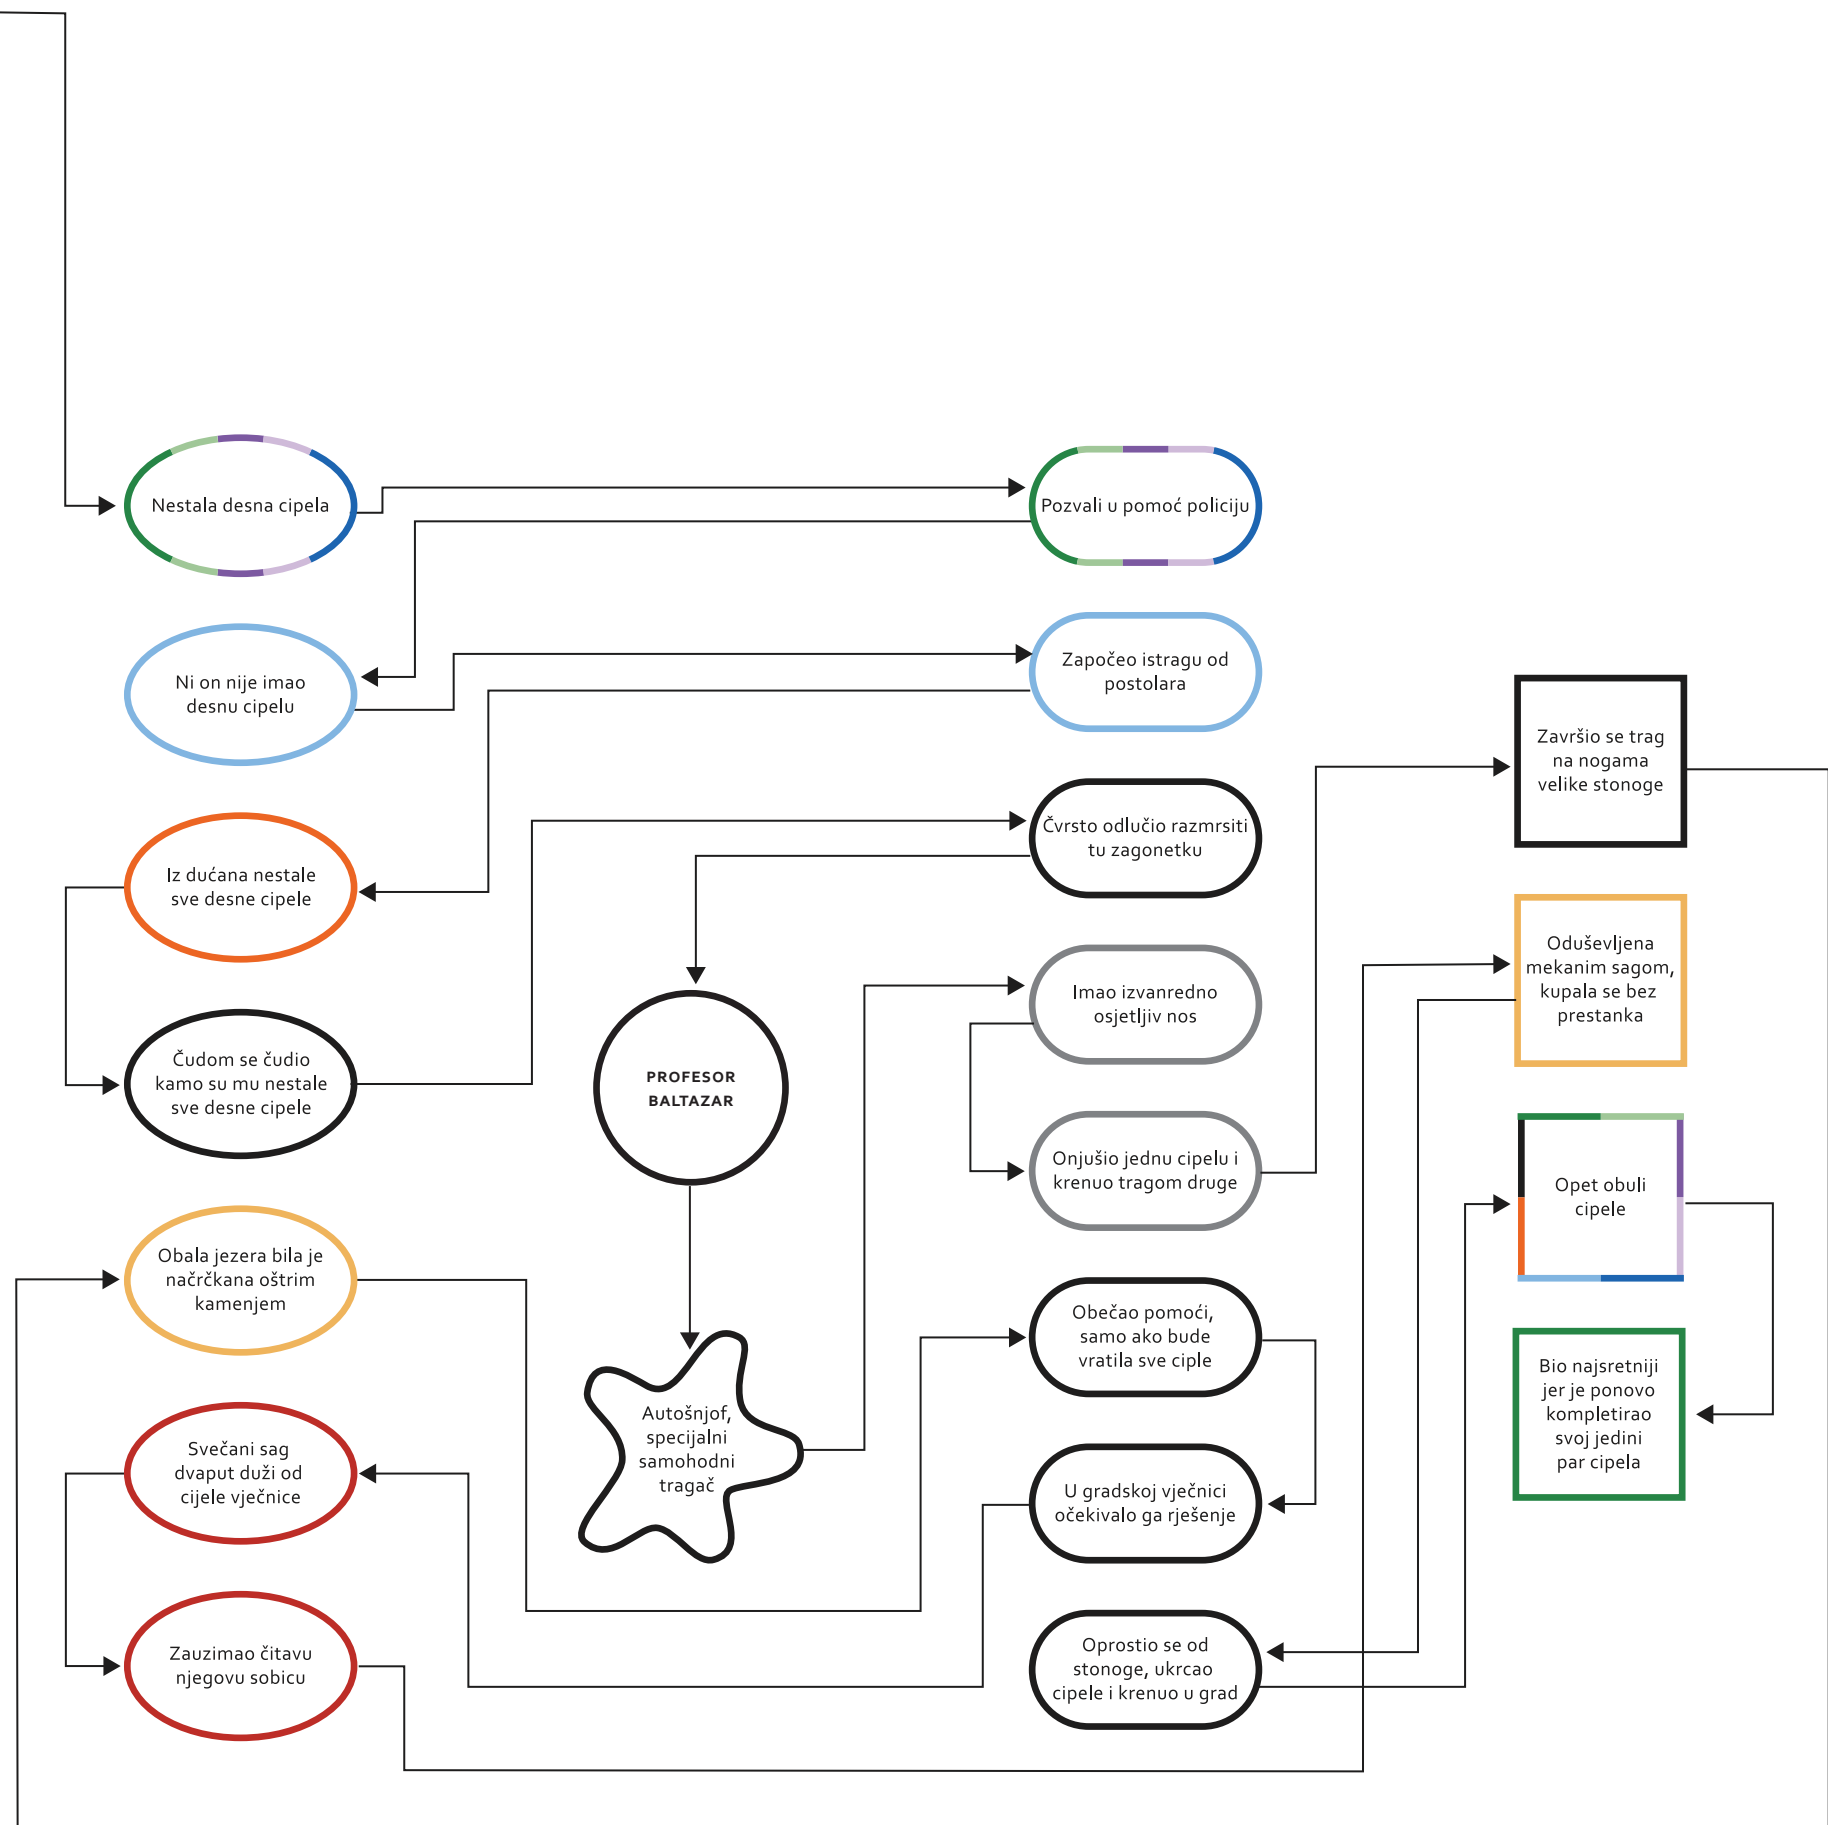 Nestala desna cipela
Pozvali u pomoć policiju
Ni on nije imao
desnu cipelu
Započeo istragu od
postolara
Iz dućana nestale
sve desne cipele
Čudom se čudio
kamo su mu nestale
sve desne cipele
Čvrsto odlučio razmrsiti
tu zagonetku
PROFESOR
BALTAZAR
Autošnjof,
specijalni
samohodni
tragač
Imao izvanredno
osjetljiv nos
Onjušio jednu cipelu i
krenuo tragom druge
Završio se trag
na nogama
velike stonoge
Obala jezera bila je
načrčkana oštrim
kamenjem
Obečao pomoći,
samo ako bude
vratila sve ciple
U gradskoj vječnici
očekivalo ga rješenje
Svečani sag
dvaput duži od
cijele vječnice
Zauzimao čitavu
njegovu sobicu
Oduševljena
mekanim sagom,
kupala se bez
prestanka
Oprostio se od
stonoge, ukrcao
cipele i krenuo u grad
Opet obuli
cipele
Bio najsretniji
jer je ponovo
kompletirao
svoj jedini
par cipela